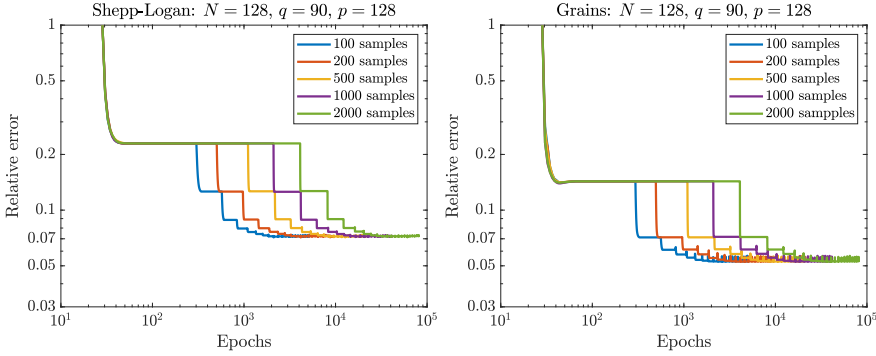 Shepp-Logan: N = 128, q = 90, p = 128
Relative error
1
0.5
0.2
0.1
0.07
0.05
0.03
100 samples
200 samples
500 samples
1000 samples
2000 samples
10^1 10^2 10^3 10^4 10^5
Epochs
Grains: N = 128, q = 90, p = 128
Relative error
1
0.5
0.2
0.1
0.07
0.05
0.03
100 samples
200 samples
500 samples
1000 samples
2000 sampples
10^1 10^2 10^3 10^4 10^5
Epochs